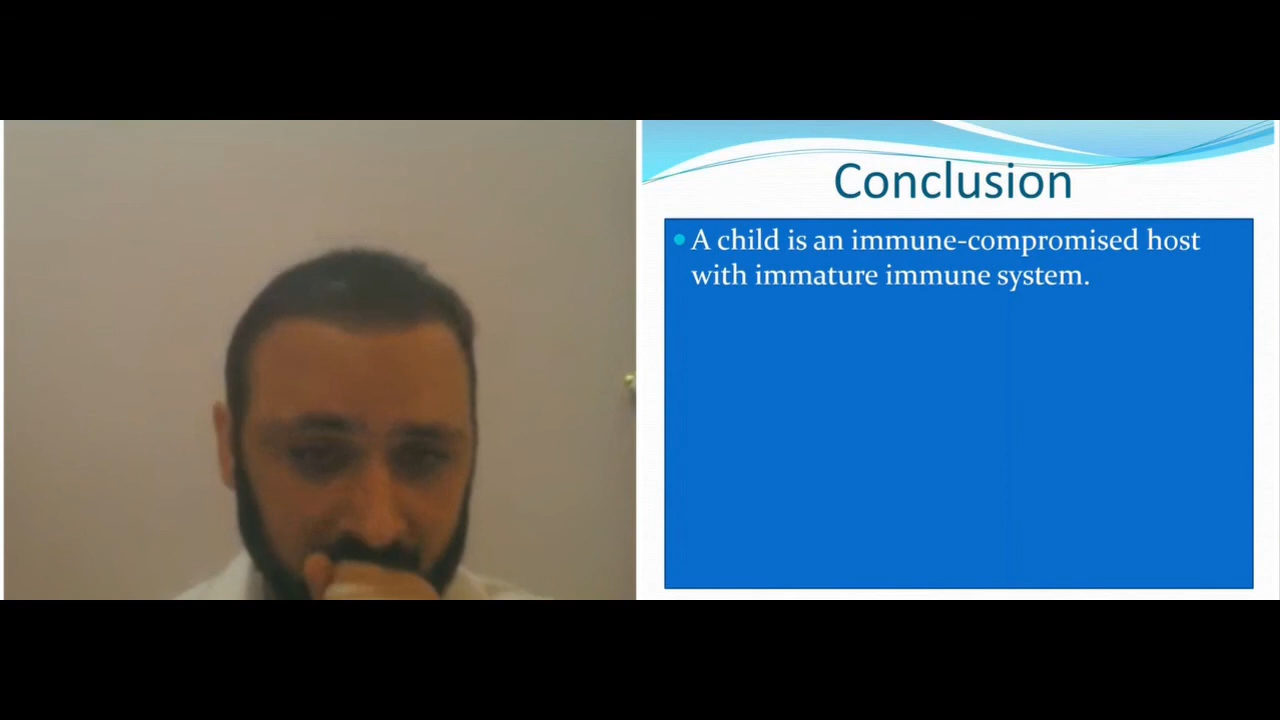 Conclusion
A child is an immune-compromised host
with immature immune system.